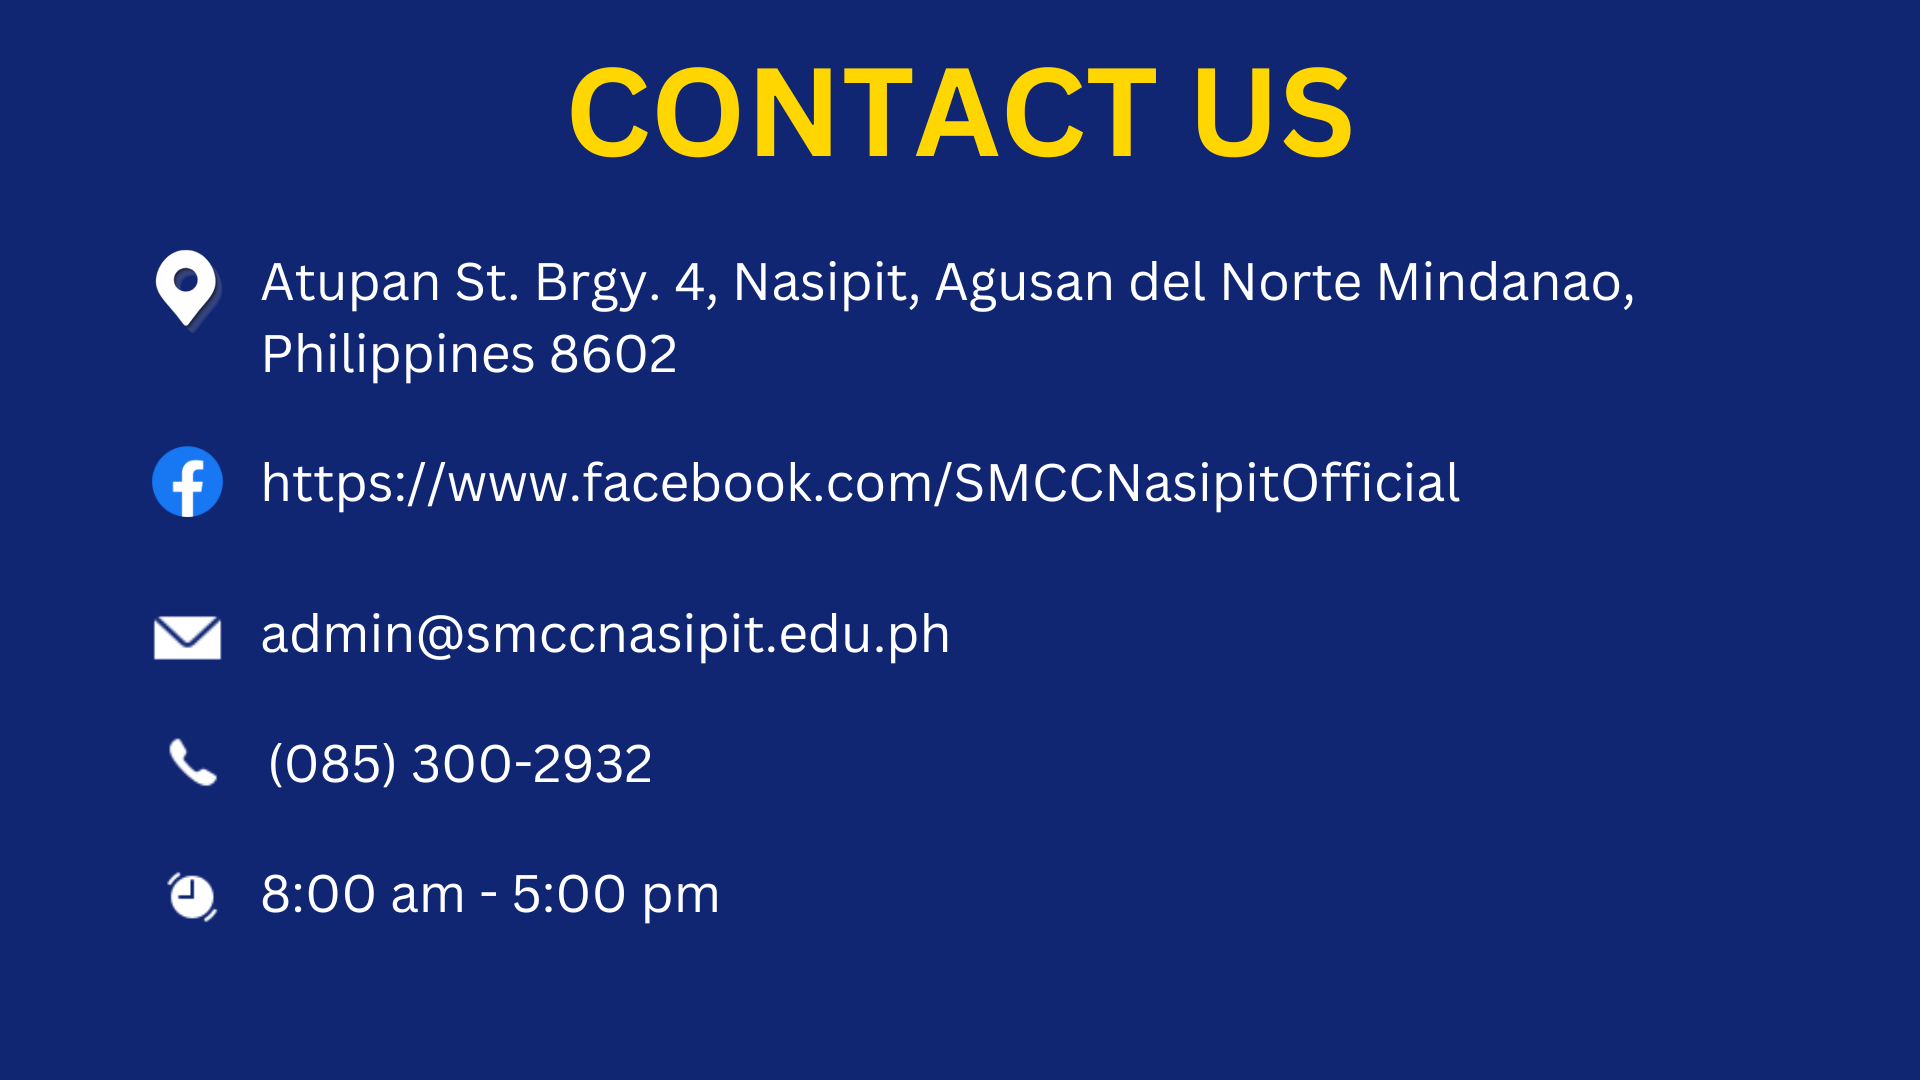 CONTACT US
Atupan St. Brgy. 4, Nasipit, Agusan del Norte Mindanao,
Philippines 8602
https://www.facebook.com/SMCCNasipitOfficial
admin@smccnasipit.edu.ph
(085) 300-2932
8:00 am - 5:00 pm